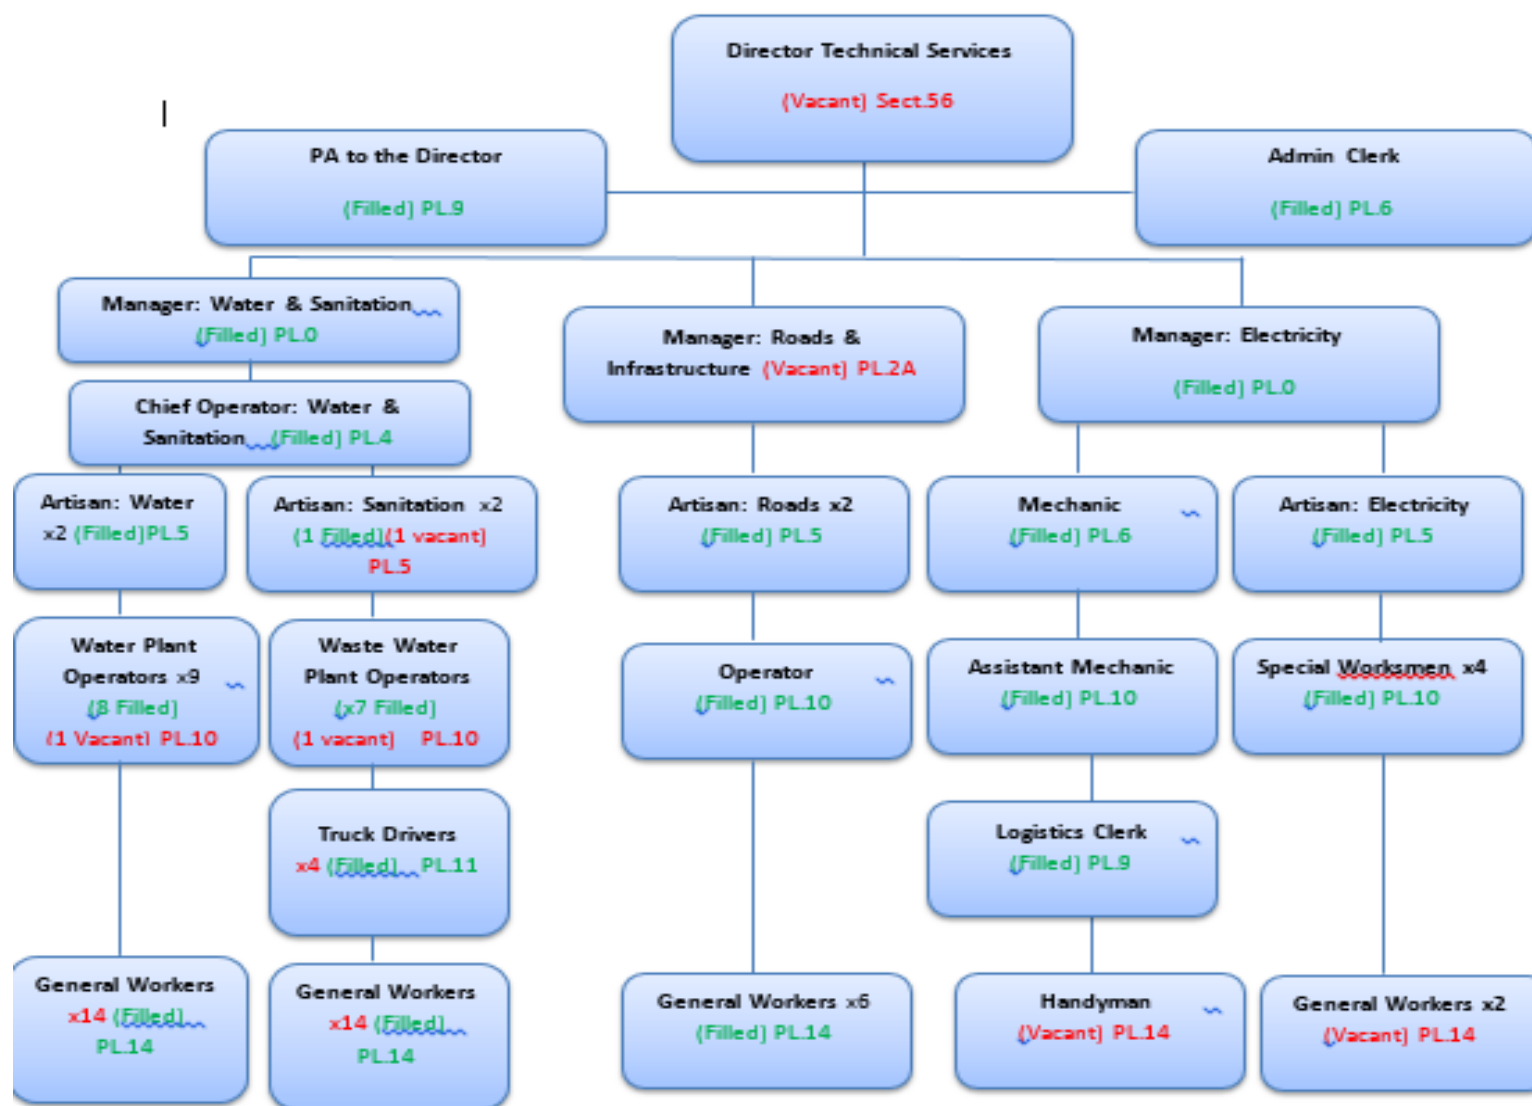 Director Technical Services
(Vacant) Sect.56
PA to the Director
(Filled) PL.9
Admin Clerk
(Filled) PL.6
Manager: Water & Sanitation
(Filled) PL.0
Manager: Roads &
Infrastructure (Vacant) PL.2A
Manager: Electricity
(Filled) PL.0
Chief Operator: Water &
Sanitation (Filled) PL.4
Artisan: Water
x2 (Filled)PL.5
Artisan: Sanitation x2
(1 Filled)(1 vacant)
PL.5
Artisan: Roads x2
(Filled) PL.5
Mechanic
(Filled) PL.6
Artisan: Electricity
(Filled) PL.5
Water Plant
Operators x9
(8 Filled)
(1 Vacant) PL.10
Waste Water
Plant Operators
(x7 Filled)
(1 vacant) PL.10
Operator
(Filled) PL.10
Assistant Mechanic
(Filled) PL.10
Special Worksmen x4
(Filled) PL.10
Truck Drivers
x4 (Filled) PL.11
Logistics Clerk
(Filled) PL.9
General Workers
x14 (Filled)
PL.14
General Workers
x14 (Filled)
PL.14
General Workers x6
(Filled) PL.14
Handyman
(Vacant) PL.14
General Workers x2
(Vacant) PL.14